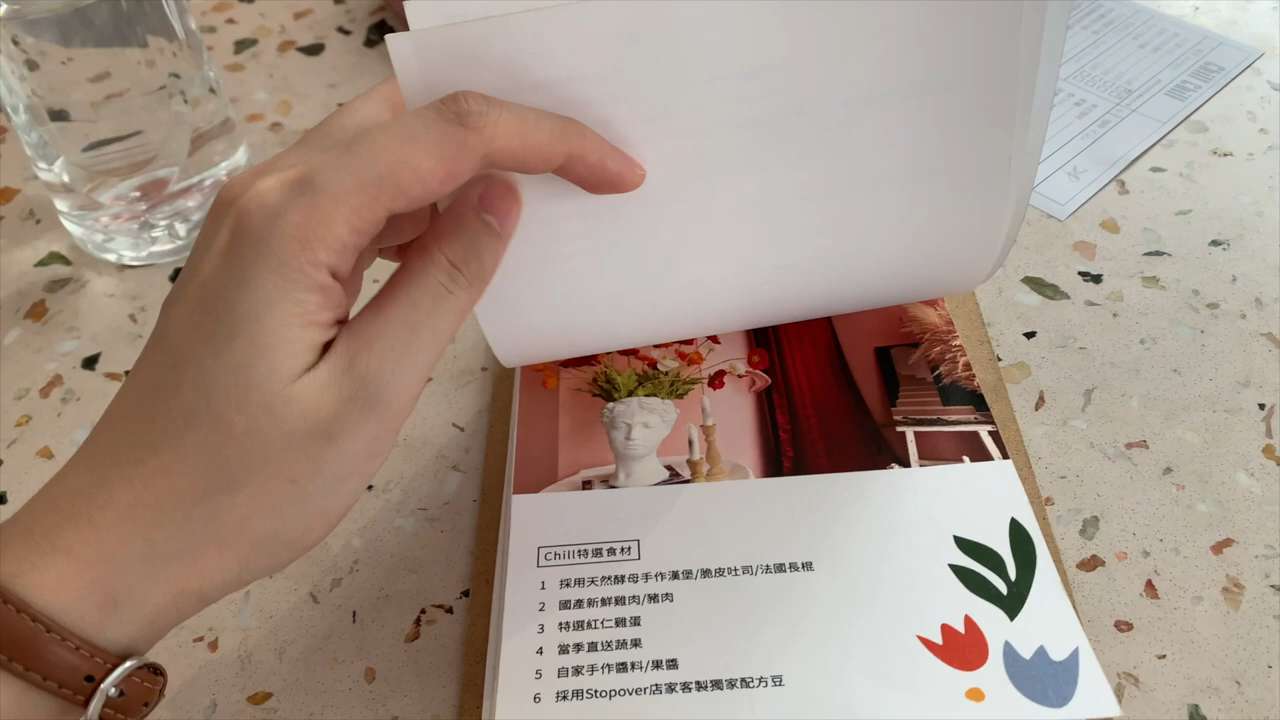 Chill Chill
Chill特選食材
1 採用天然酵母手作漢堡/脆皮吐司/法國長棍
2 國產新鮮雞肉/豬肉
3 特選紅仁雞蛋
4 當季直送蔬果
5 自家手作醬料/果醬
6 採用Stopover店家客製獨家配方豆